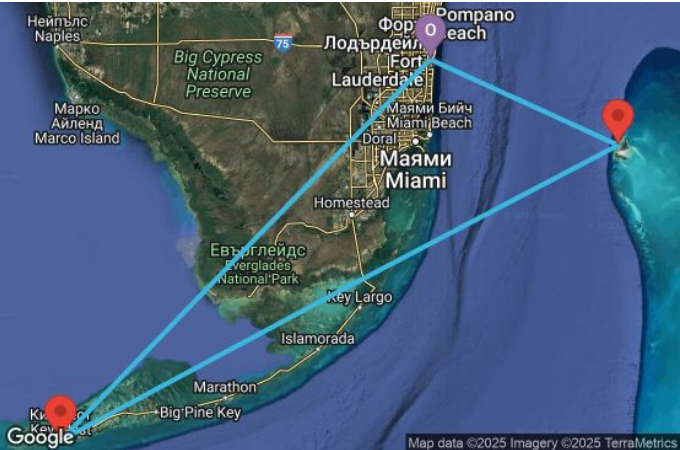 Нейпълс
Naples
75
Big Cypress
National
Preserve
Марко
Айленд
Marco Island
Pompano
Beach
Лодърдейл
Fort
Lauderdale
O
Маями Бийч
Miami Beach
Doral
Маями
Miami
Homestead
Евърглейдс
Everglades
National Park
Key Largo
Islamorada
Marathon
Big Pine Key
Google
Map data ©2025 Imagery ©2025 TerraMetrics